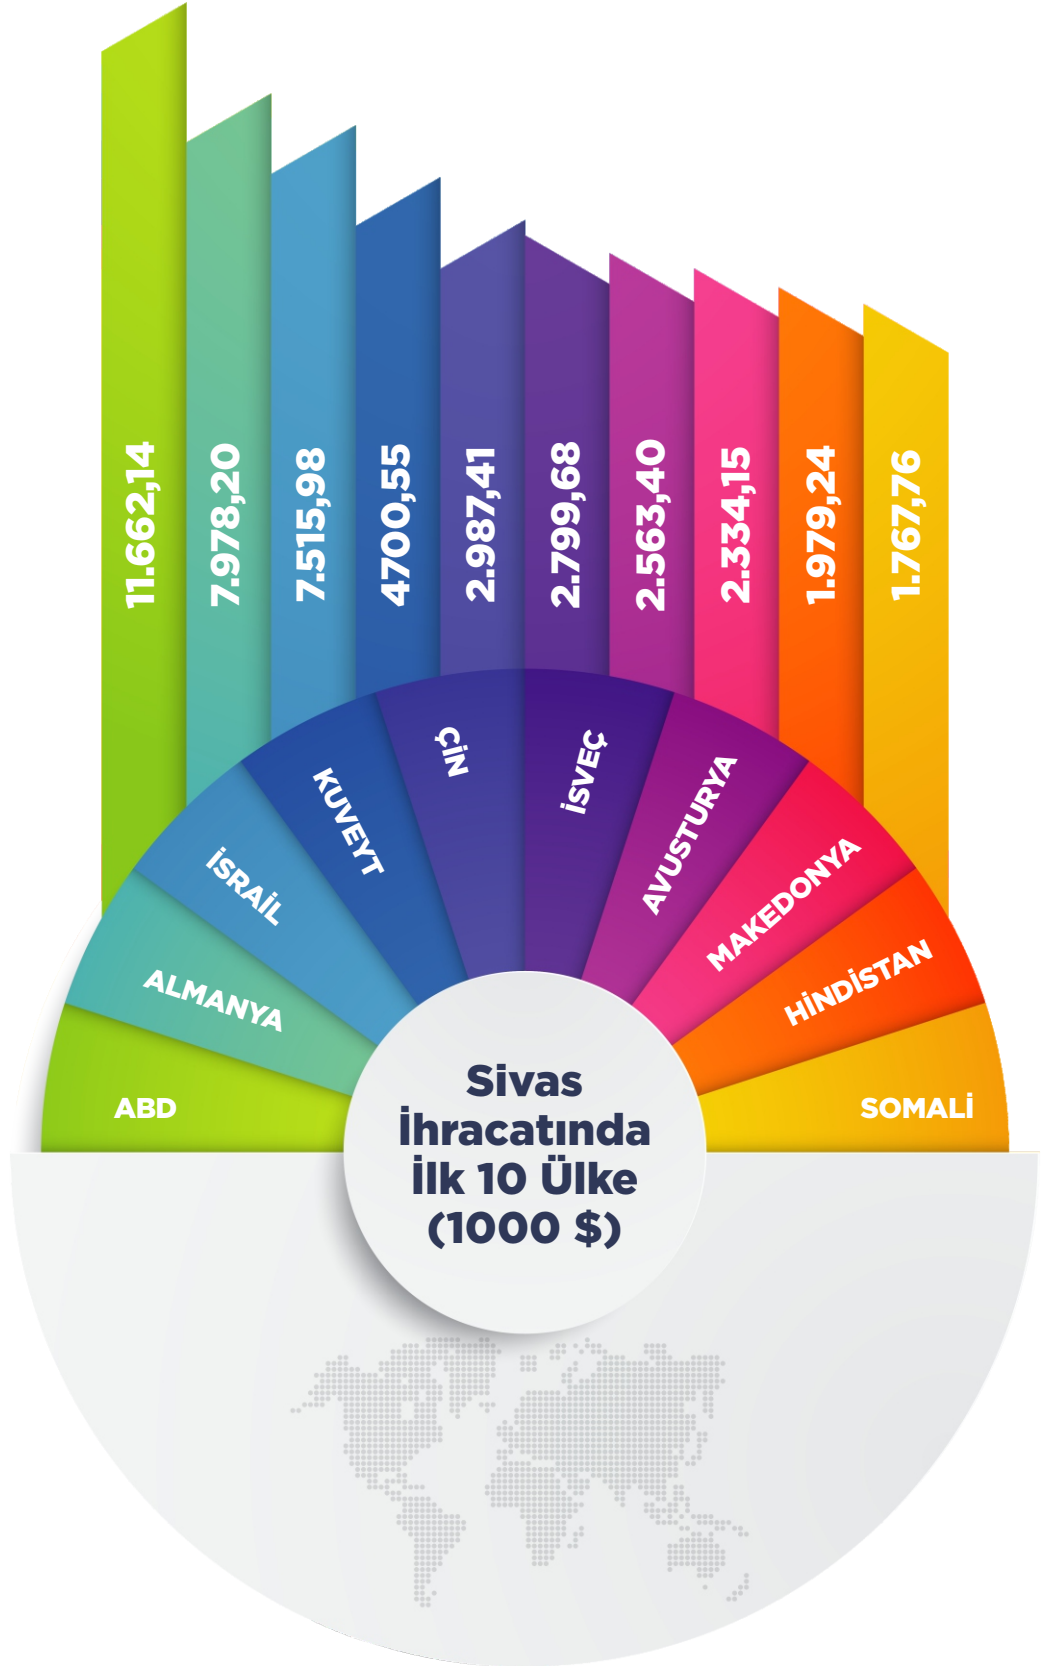 11.662,14
7.978,20
7.515,98
4700,55
2.987,41
2.799,68
2.563,40
2.334,15
1.979,24
1.767,76
ABD
ALMANYA
İSRAİL
KUVEYT
ÇİN
İSVEÇ
AVUSTURYA
MAKEDONYA
HİNDİSTAN
SOMALİ
Sivas
İhracatında
İlk 10 Ülke
(1000 $)